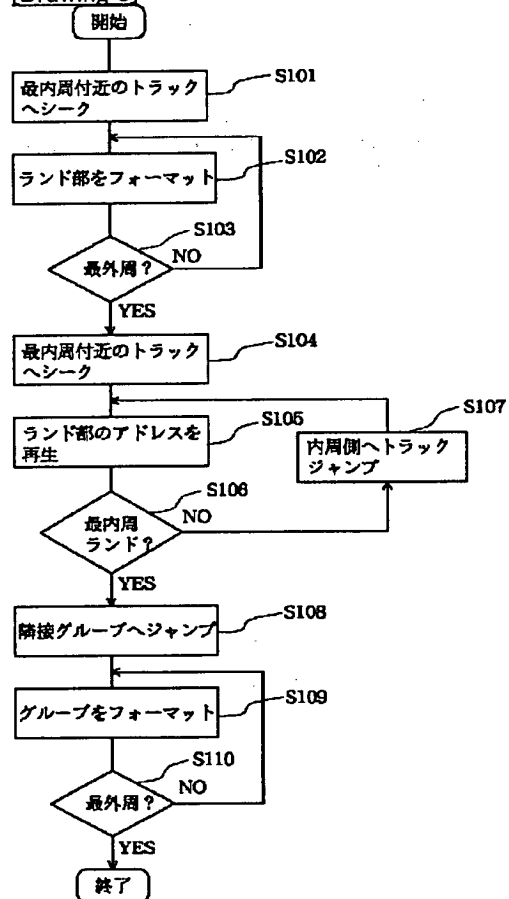 開始
最内周付近のトラック
へシーク
S101
ランド部をフォーマット
S102
最外周？
S103
NO
YES
最内周付近のトラック
へシーク
S104
ランド部のアドレスを
再生
S105
内周側へトラック
ジャンプ
S107
最内周
ランド？
S106
NO
YES
隣接グルーブへジャンプ
S108
グルーブをフォーマット
S109
最外周？
S110
NO
YES
終了